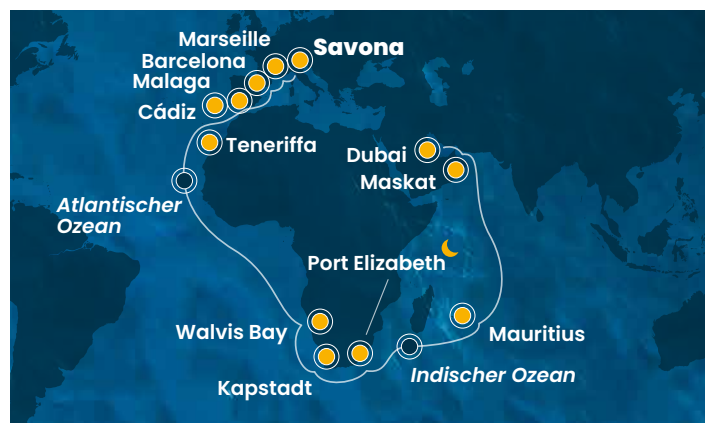 Marseille
Savona
Barcelona
Malaga
Cádiz
Teneriffa
Dubai
Maskat
Atlantischer
Ozean
Port Elizabeth
Walvis Bay
Mauritius
Kapstadt
Indischer Ozean